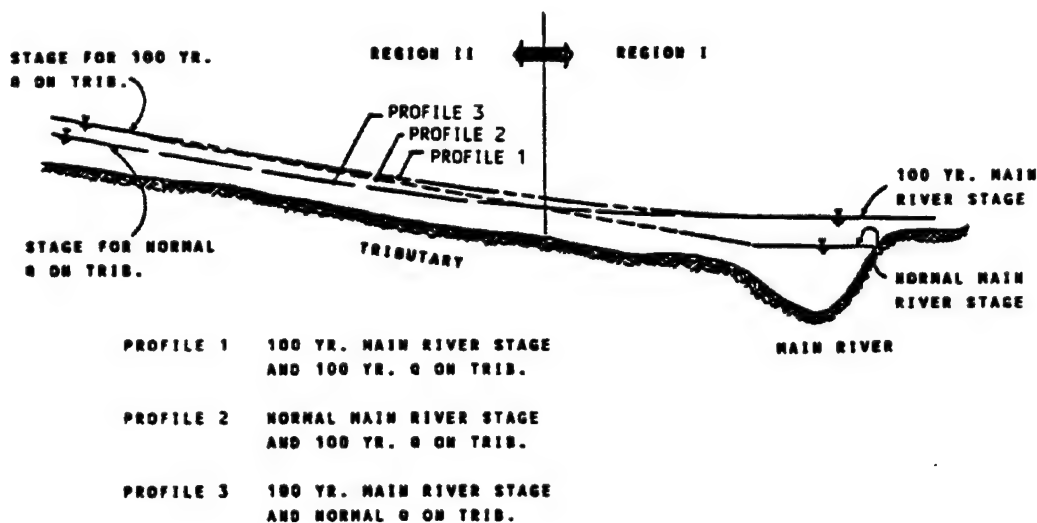 STAGE FOR 100 YR.
Q ON TRIB.
REGION II
REGION I
PROFILE 3
PROFILE 2
PROFILE 1
100 YR. MAIN
RIVER STAGE
STAGE FOR NORMAL
Q ON TRIB.
TRIBUTARY
NORMAL MAIN
RIVER STAGE
MAIN RIVER
PROFILE 1 100 YR. MAIN RIVER STAGE
AND 100 YR. Q ON TRIB.
PROFILE 2 NORMAL MAIN RIVER STAGE
AND 100 YR. Q ON TRIB.
PROFILE 3 100 YR. MAIN RIVER STAGE
AND NORMAL Q ON TRIB.